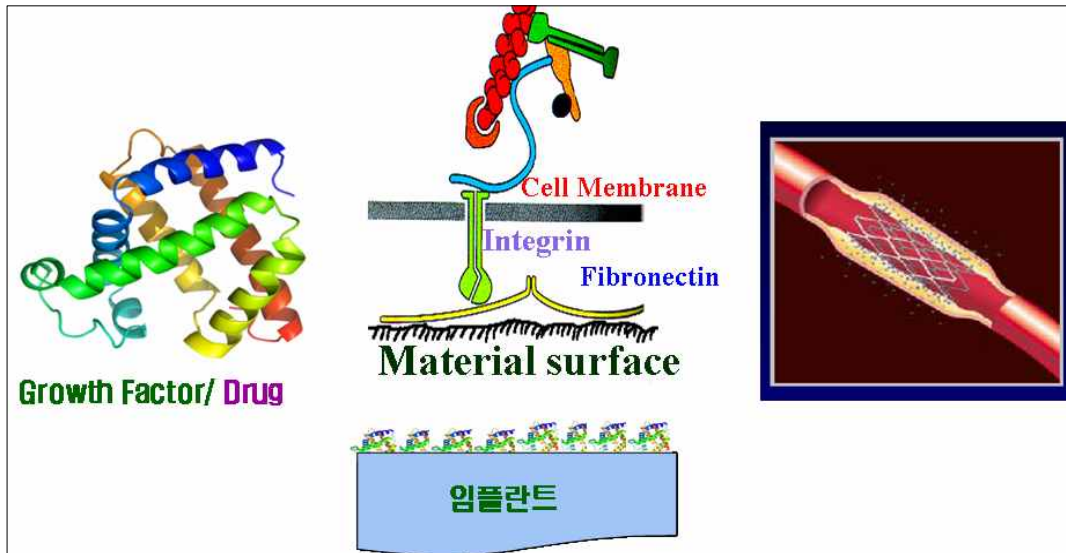 Cell Membrane
Integrin
Fibronectin
Material surface
Growth Factor/ Drug
임플란트